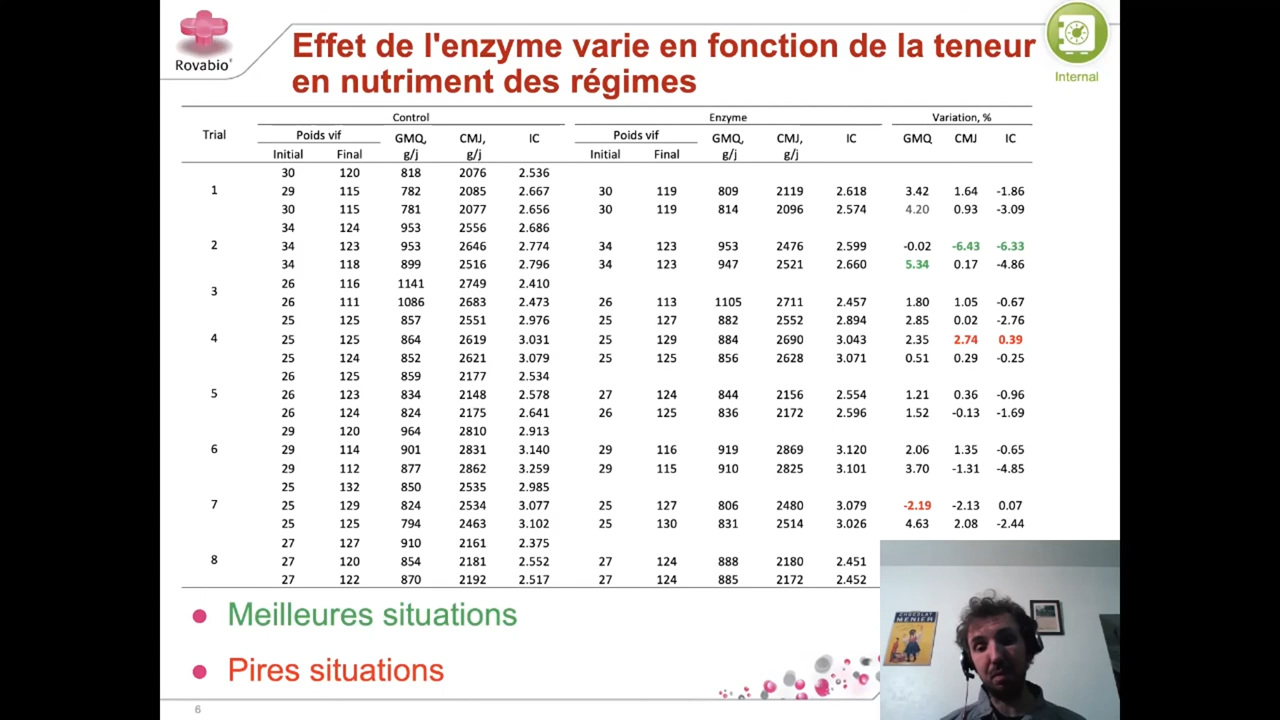 Rovabio
Effet de l'enzyme varie en fonction de la teneur
en nutriment des régimes
Internal
Control Enzyme Variation, %
Trial Poids vif GMQ, CMJ, IC Poids vif GMQ, CMJ, IC GMQ CMJ IC
Initial Final g/j g/j Initial Final g/j g/j
30 120 818 2076 2.536
1 29 115 782 2085 2.667 30 119 809 2119 2.618 3.42 1.64 -1.86
30 115 781 2077 2.656 30 119 814 2096 2.574 4.20 0.93 -3.09
34 124 953 2556 2.686
2 34 123 953 2646 2.774 34 123 953 2476 2.599 -0.02 -6.43 -6.33
34 118 899 2516 2.796 34 123 947 2521 2.660 5.34 0.17 -4.86
26 116 1141 2749 2.410
3 26 111 1086 2683 2.473 26 113 1105 2711 2.457 1.80 1.05 -0.67
25 125 857 2551 2.976 25 127 882 2552 2.894 2.85 0.02 -2.76
4 25 125 864 2619 3.031 25 129 884 2690 3.043 2.35 2.74 0.39
25 124 852 2621 3.079 25 125 856 2628 3.071 0.51 0.29 -0.25
26 125 859 2177 2.534
5 26 123 834 2148 2.578 27 124 844 2156 2.554 1.21 0.36 -0.96
26 124 824 2175 2.641 26 125 836 2172 2.596 1.52 -0.13 -1.69
29 120 964 2810 2.913
6 29 114 901 2831 3.140 29 116 919 2869 3.120 2.06 1.35 -0.65
29 112 877 2862 3.259 29 115 910 2825 3.101 3.70 -1.31 -4.85
25 132 850 2535 2.985
7 25 129 824 2534 3.077 25 127 806 2480 3.079 -2.19 -2.13 0.07
25 125 794 2463 3.102 25 130 831 2514 3.026 4.63 2.08 -2.44
27 127 910 2161 2.375
8 27 120 854 2181 2.552 27 124 888 2180 2.451
27 122 870 2192 2.517 27 124 885 2172 2.452
Meilleures situations
Pires situations
6
CHOCOLAT
MENIER